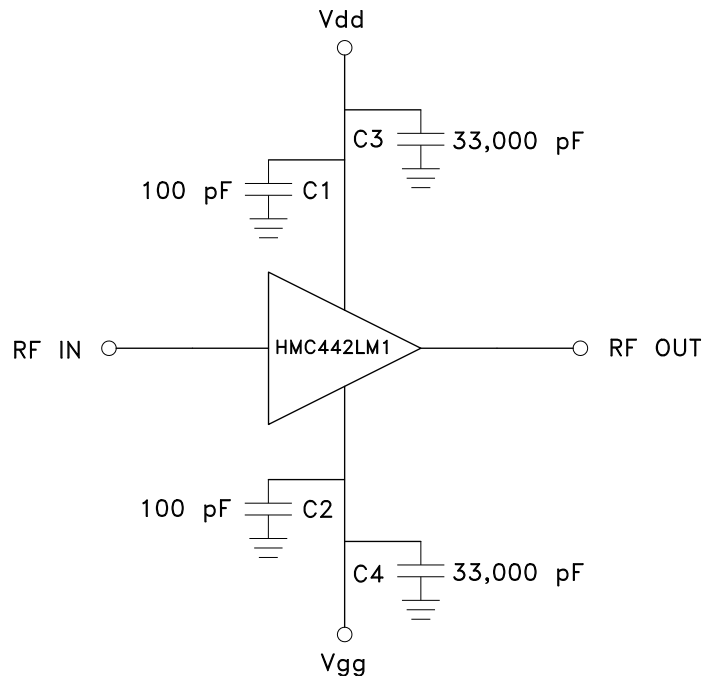 Vdd
C3 33,000 pF
100 pF C1
RF IN HMC442LM1 RF OUT
100 pF C2
C4 33,000 pF
Vgg